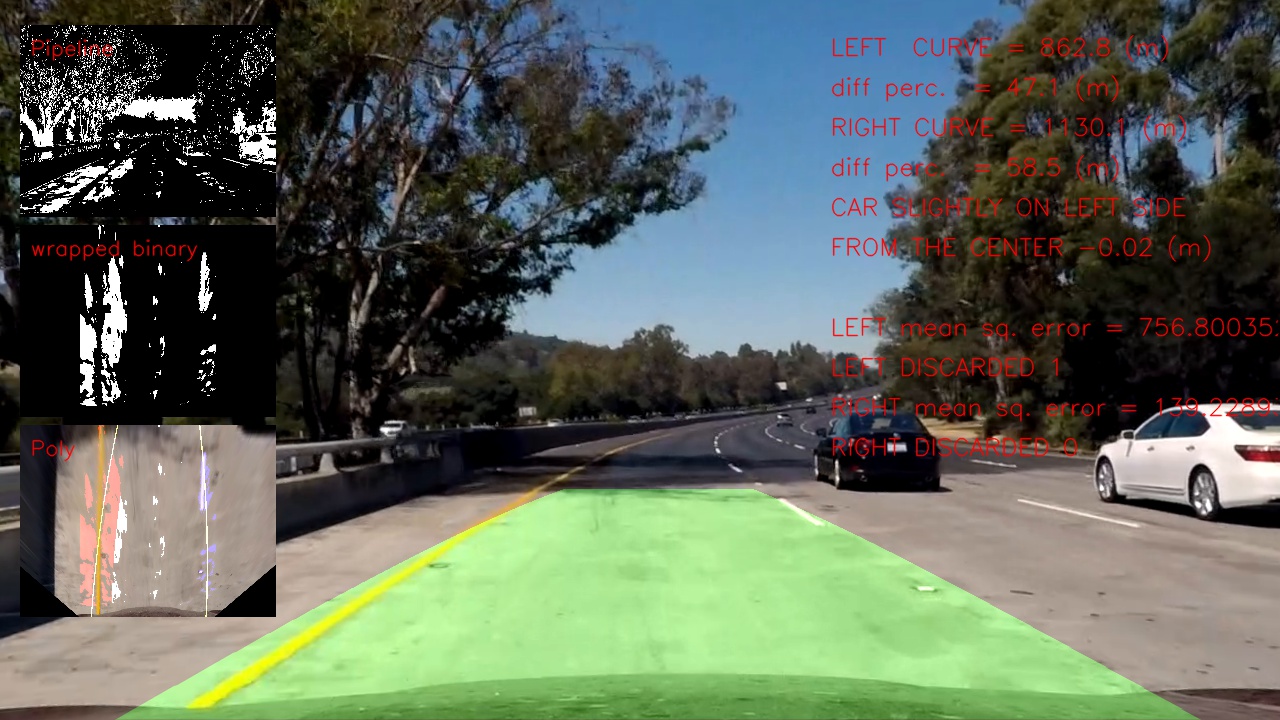 Pipeline
wrapped binary
Poly
LEFT CURVE = 862.8 (m)
diff perc. = 47.1 (m)
RIGHT CURVE = 1130.1 (m)
diff perc. = 58.5 (m)
CAR SLIGHTLY ON LEFT SIDE
FROM THE CENTER -0.02 (m)
LEFT mean sq. error = 756.80035.
LEFT DISCARDED 1
RIGHT mean sq. error = 139.2289
RIGHT DISCARDED 0